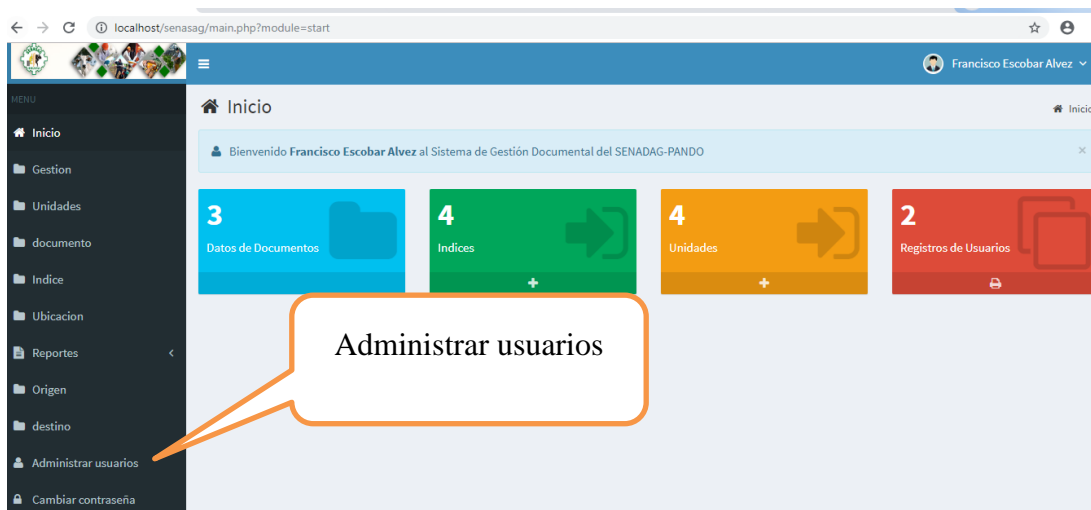 localhost/senasag/main.php?module=start
Francisco Escobar Alvez
MENU
Inicio
Gestion
Unidades
documento
Indice
Ubicacion
Reportes
Origen
destino
Administrar usuarios
Cambiar contraseña
Inicio
Inicio
Bienvenido Francisco Escobar Alvez al Sistema de Gestión Documental del SENADAG-PANDO
×
3
Datos de Documentos
4
Indices
4
Unidades
2
Registros de Usuarios
Administrar usuarios